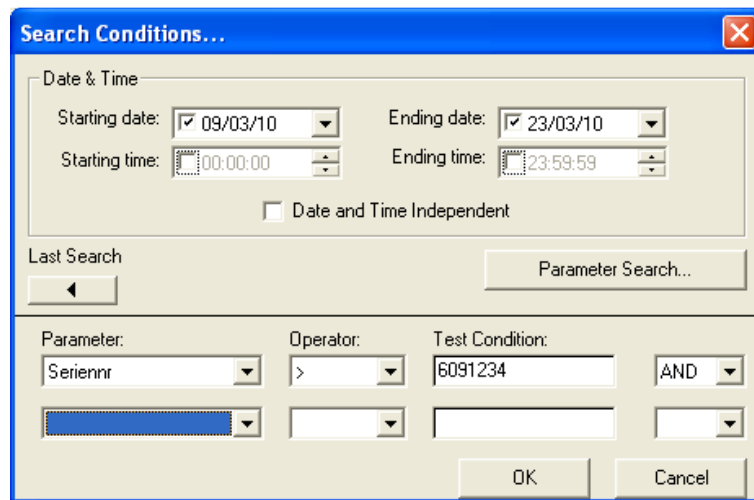 Search Conditions...
Date & Time
Starting date: 09/03/10 Ending date: 23/03/10
Starting time: 00:00:00 Ending time: 23:59:59
Date and Time Independent
Last Search
Parameter Search...
Parameter: Operator: Test Condition:
Seriennr > 6091234 AND
OK Cancel